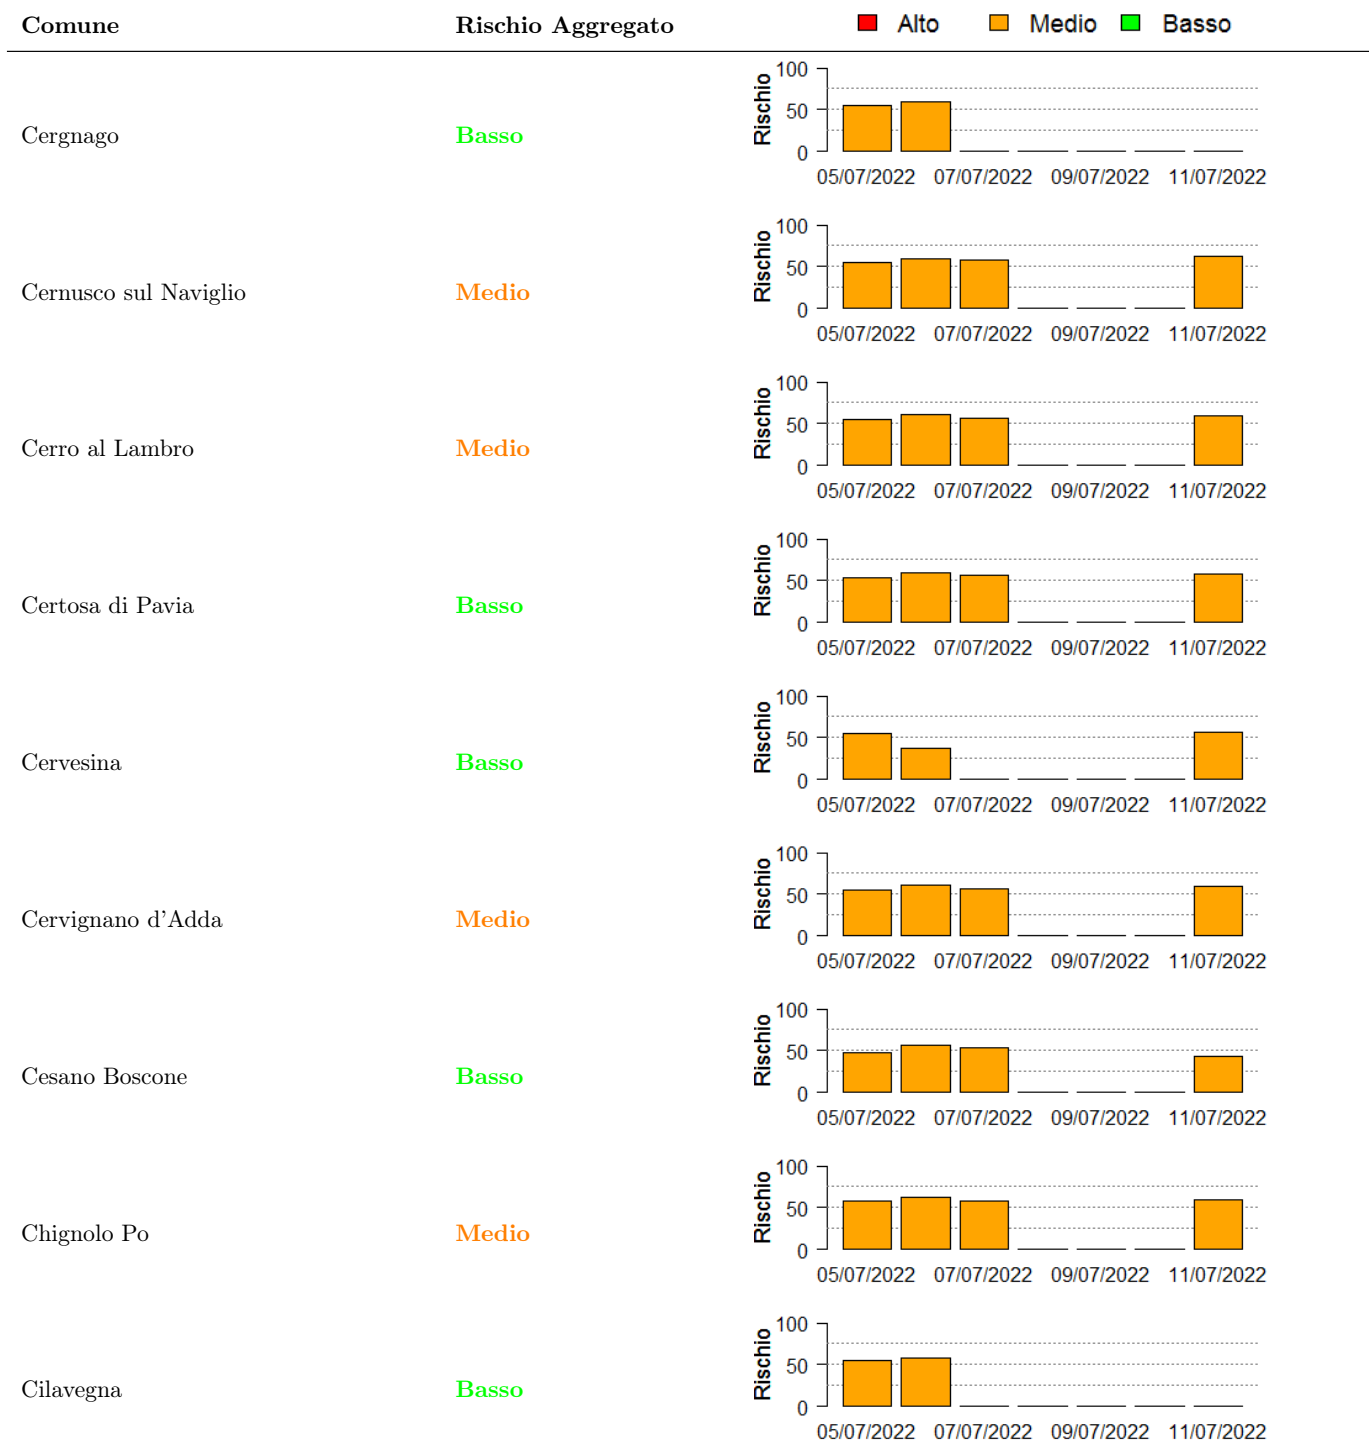 Comune Rischio Aggregato Alto Medio Basso
Cergnago Basso Rischio 100 50 0
05/07/2022 07/07/2022 09/07/2022 11/07/2022
Cernusco sul Naviglio Medio Rischio 100 50 0
05/07/2022 07/07/2022 09/07/2022 11/07/2022
Cerro al Lambro Medio Rischio 100 50 0
05/07/2022 07/07/2022 09/07/2022 11/07/2022
Certosa di Pavia Basso Rischio 100 50 0
05/07/2022 07/07/2022 09/07/2022 11/07/2022
Cervesina Basso Rischio 100 50 0
05/07/2022 07/07/2022 09/07/2022 11/07/2022
Cervignano d'Adda Medio Rischio 100 50 0
05/07/2022 07/07/2022 09/07/2022 11/07/2022
Cesano Boscone Basso Rischio 100 50 0
05/07/2022 07/07/2022 09/07/2022 11/07/2022
Chignolo Po Medio Rischio 100 50 0
05/07/2022 07/07/2022 09/07/2022 11/07/2022
Cilavegna Basso Rischio 100 50 0
05/07/2022 07/07/2022 09/07/2022 11/07/2022